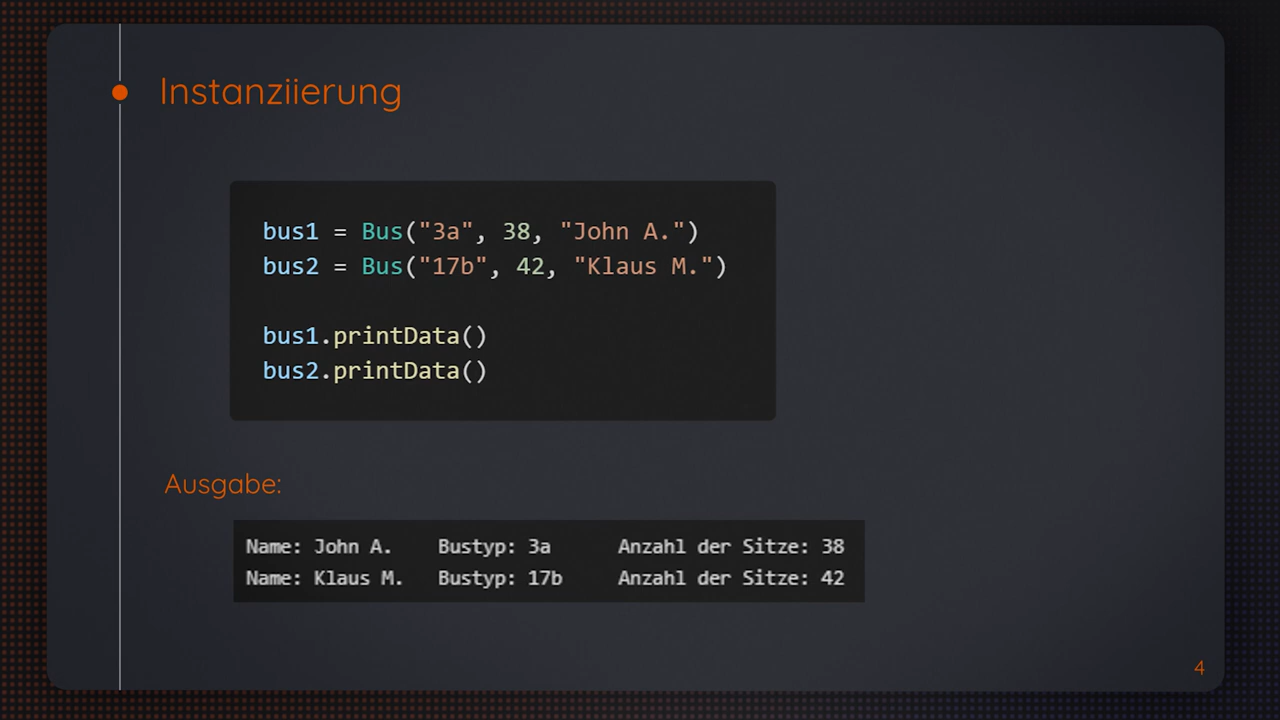 Instanziierung
bus1 = Bus("3a", 38, "John A.")
bus2 = Bus("17b", 42, "Klaus M.")
bus1.printData()
bus2.printData()
Ausgabe:
Name: John A. Bustyp: 3a Anzahl der Sitze: 38
Name: Klaus M. Bustyp: 17b Anzahl der Sitze: 42
4